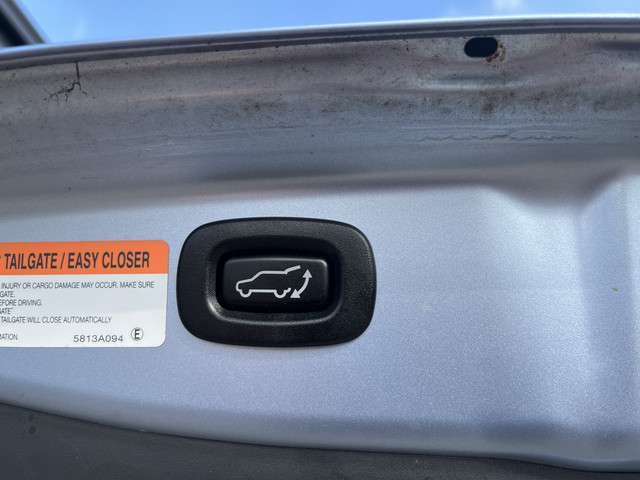 TAILGATE / EASY CLOSER
INJURY OR CARGO DAMAGE MAY OCCUR. MAKE SURE
GATE.
BEFORE DRIVING.
GATE"
TAILGATE WILL CLOSE AUTOMATICALLY
MATION
5813A094 E